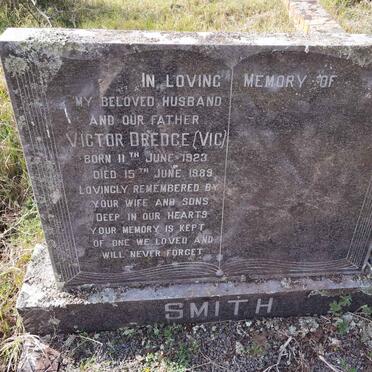 IN LOVING MEMORY OF
MY BELOVED HUSBAND
AND OUR FATHER
VICTOR DREDGE (VIC)
BORN 11TH JUNE 1923
DIED 15TH JUNE 1989
LOVINGLY REMEMBERED BY
YOUR WIFE AND SONS
DEEP IN OUR HEARTS
YOUR MEMORY IS KEPT
OF ONE WE LOVED AND
WILL NEVER FORGET
SMITH